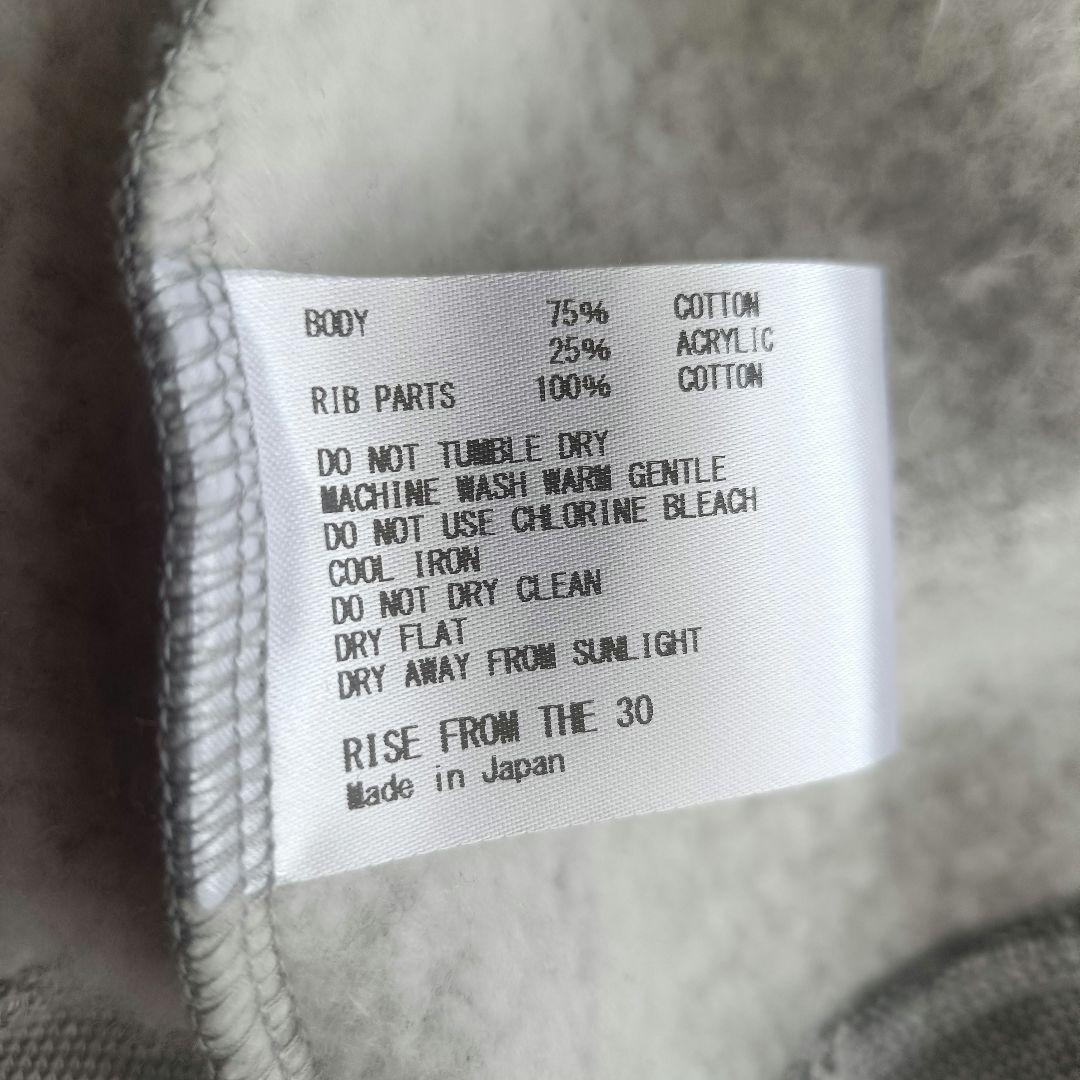 BODY 75% COTTON
25% ACRYLIC
RIB PARTS 100% COTTON
DO NOT TUMBLE DRY
MACHINE WASH WARM GENTLE
DO NOT USE CHLORINE BLEACH
COOL IRON
DO NOT DRY CLEAN
DRY FLAT
DRY AWAY FROM SUNLIGHT
RISE FROM THE 30
Made in Japan